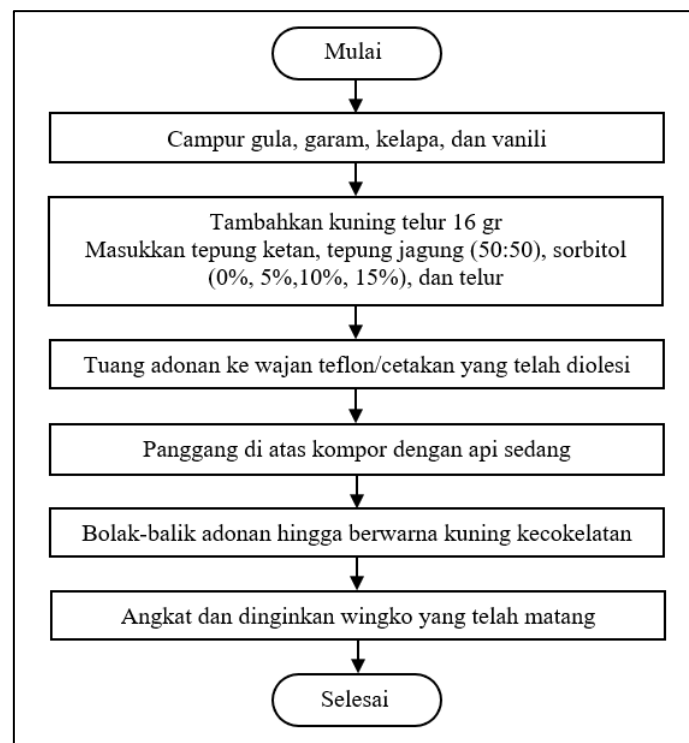 Mulai
Campur gula, garam, kelapa, dan vanili
Tambahkan kuning telur 16 gr
Masukkan tepung ketan, tepung jagung (50:50), sorbitol
(0%, 5%,10%, 15%), dan telur
Tuang adonan ke wajan teflon/cetakan yang telah diolesi
Panggang di atas kompor dengan api sedang
Bolak-balik adonan hingga berwarna kuning kecokelatan
Angkat dan dinginkan wingko yang telah matang
Selesai